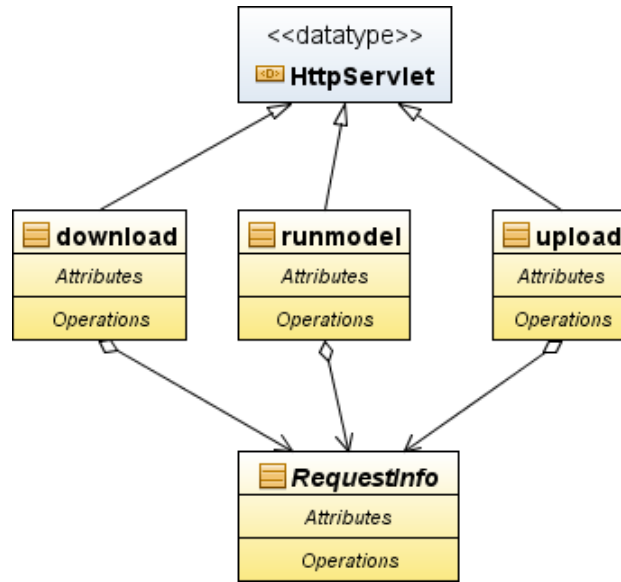 <<datatype>>
<D> HttpServlet
download
Attributes
Operations
runmodel
Attributes
Operations
upload
Attributes
Operations
RequestInfo
Attributes
Operations